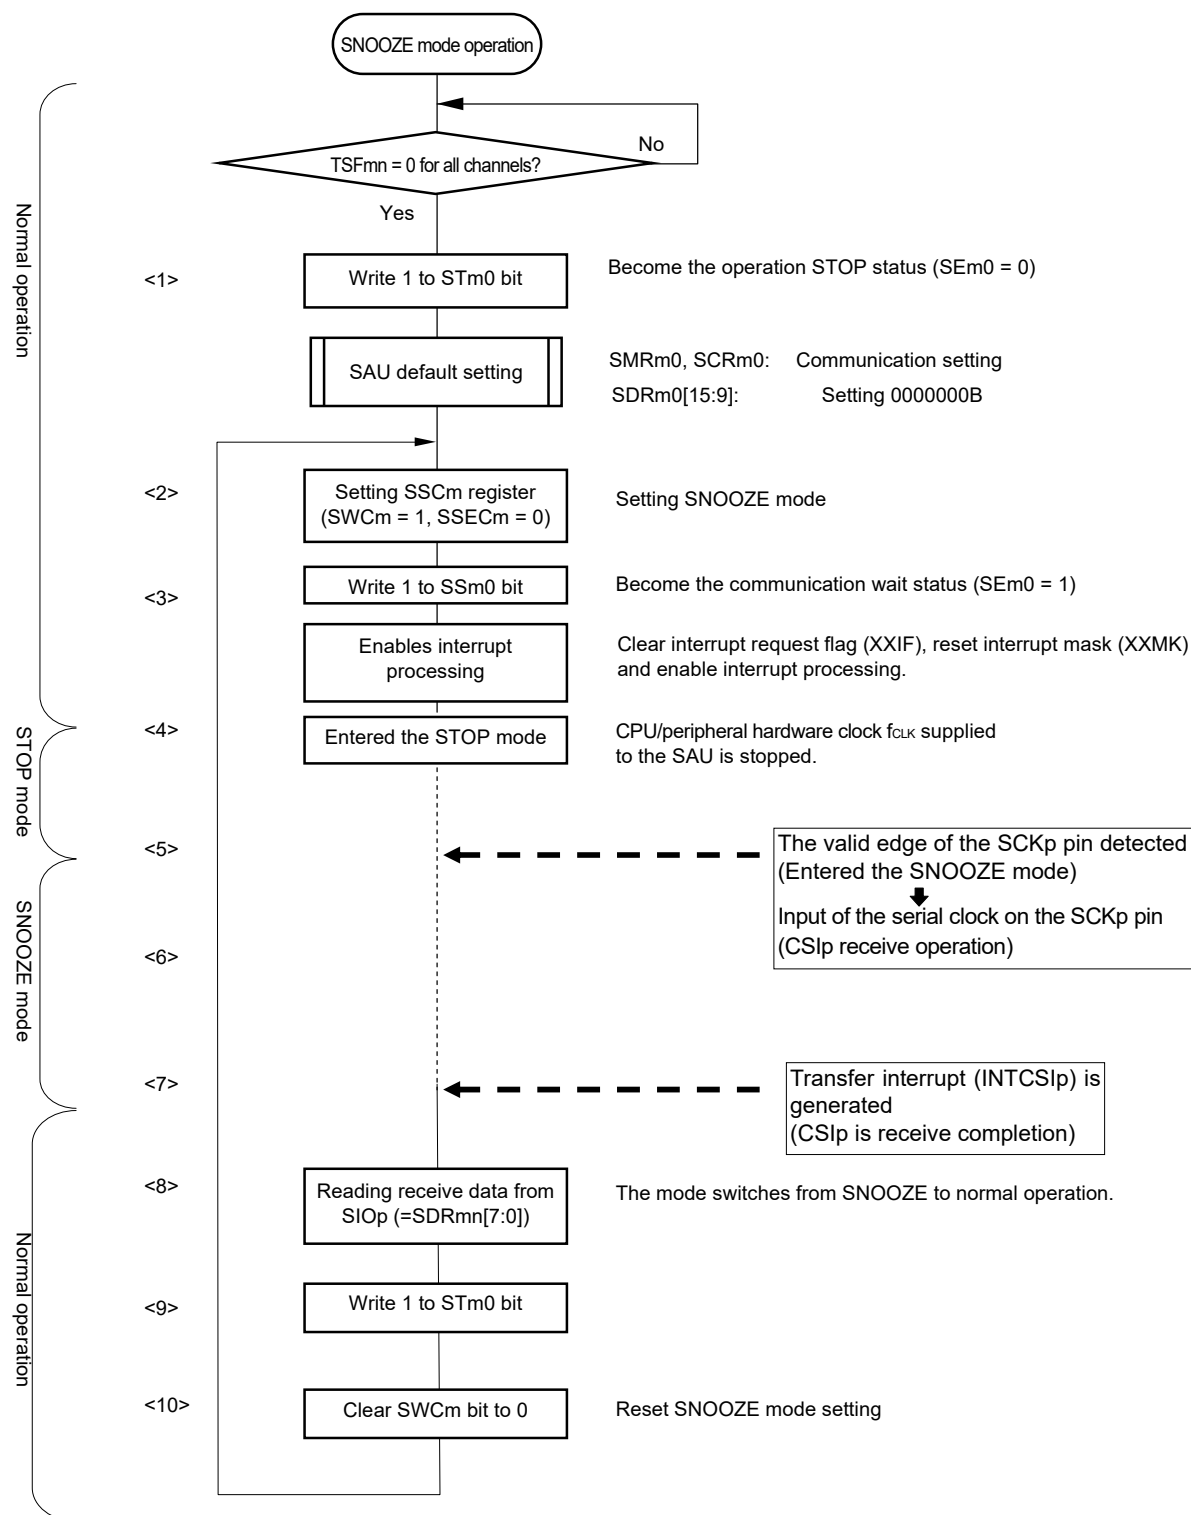 SNOOZE mode operation
No
TSFmn = 0 for all channels?
Yes
Normal operation
<1>
Write 1 to STm0 bit
Become the operation STOP status (SEm0 = 0)
SAU default setting
SMRm0, SCRm0: Communication setting
SDRm0[15:9]: Setting 0000000B
<2>
Setting SSCm register
(SWCm = 1, SSECm = 0)
Setting SNOOZE mode
<3>
Write 1 to SSm0 bit
Become the communication wait status (SEm0 = 1)
Enables interrupt
processing
Clear interrupt request flag (XXIF), reset interrupt mask (XXMK)
and enable interrupt processing.
STOP mode
<4>
Entered the STOP mode
CPU/peripheral hardware clock fCLK supplied
to the SAU is stopped.
<5>
The valid edge of the SCKp pin detected
(Entered the SNOOZE mode)
Input of the serial clock on the SCKp pin
(CSIp receive operation)
SNOOZE mode
<6>
<7>
Transfer interrupt (INTCSIp) is
generated
(CSIp is receive completion)
Normal operation
<8>
Reading receive data from
SIOp (=SDRmn[7:0])
The mode switches from SNOOZE to normal operation.
<9>
Write 1 to STm0 bit
<10>
Clear SWCm bit to 0
Reset SNOOZE mode setting